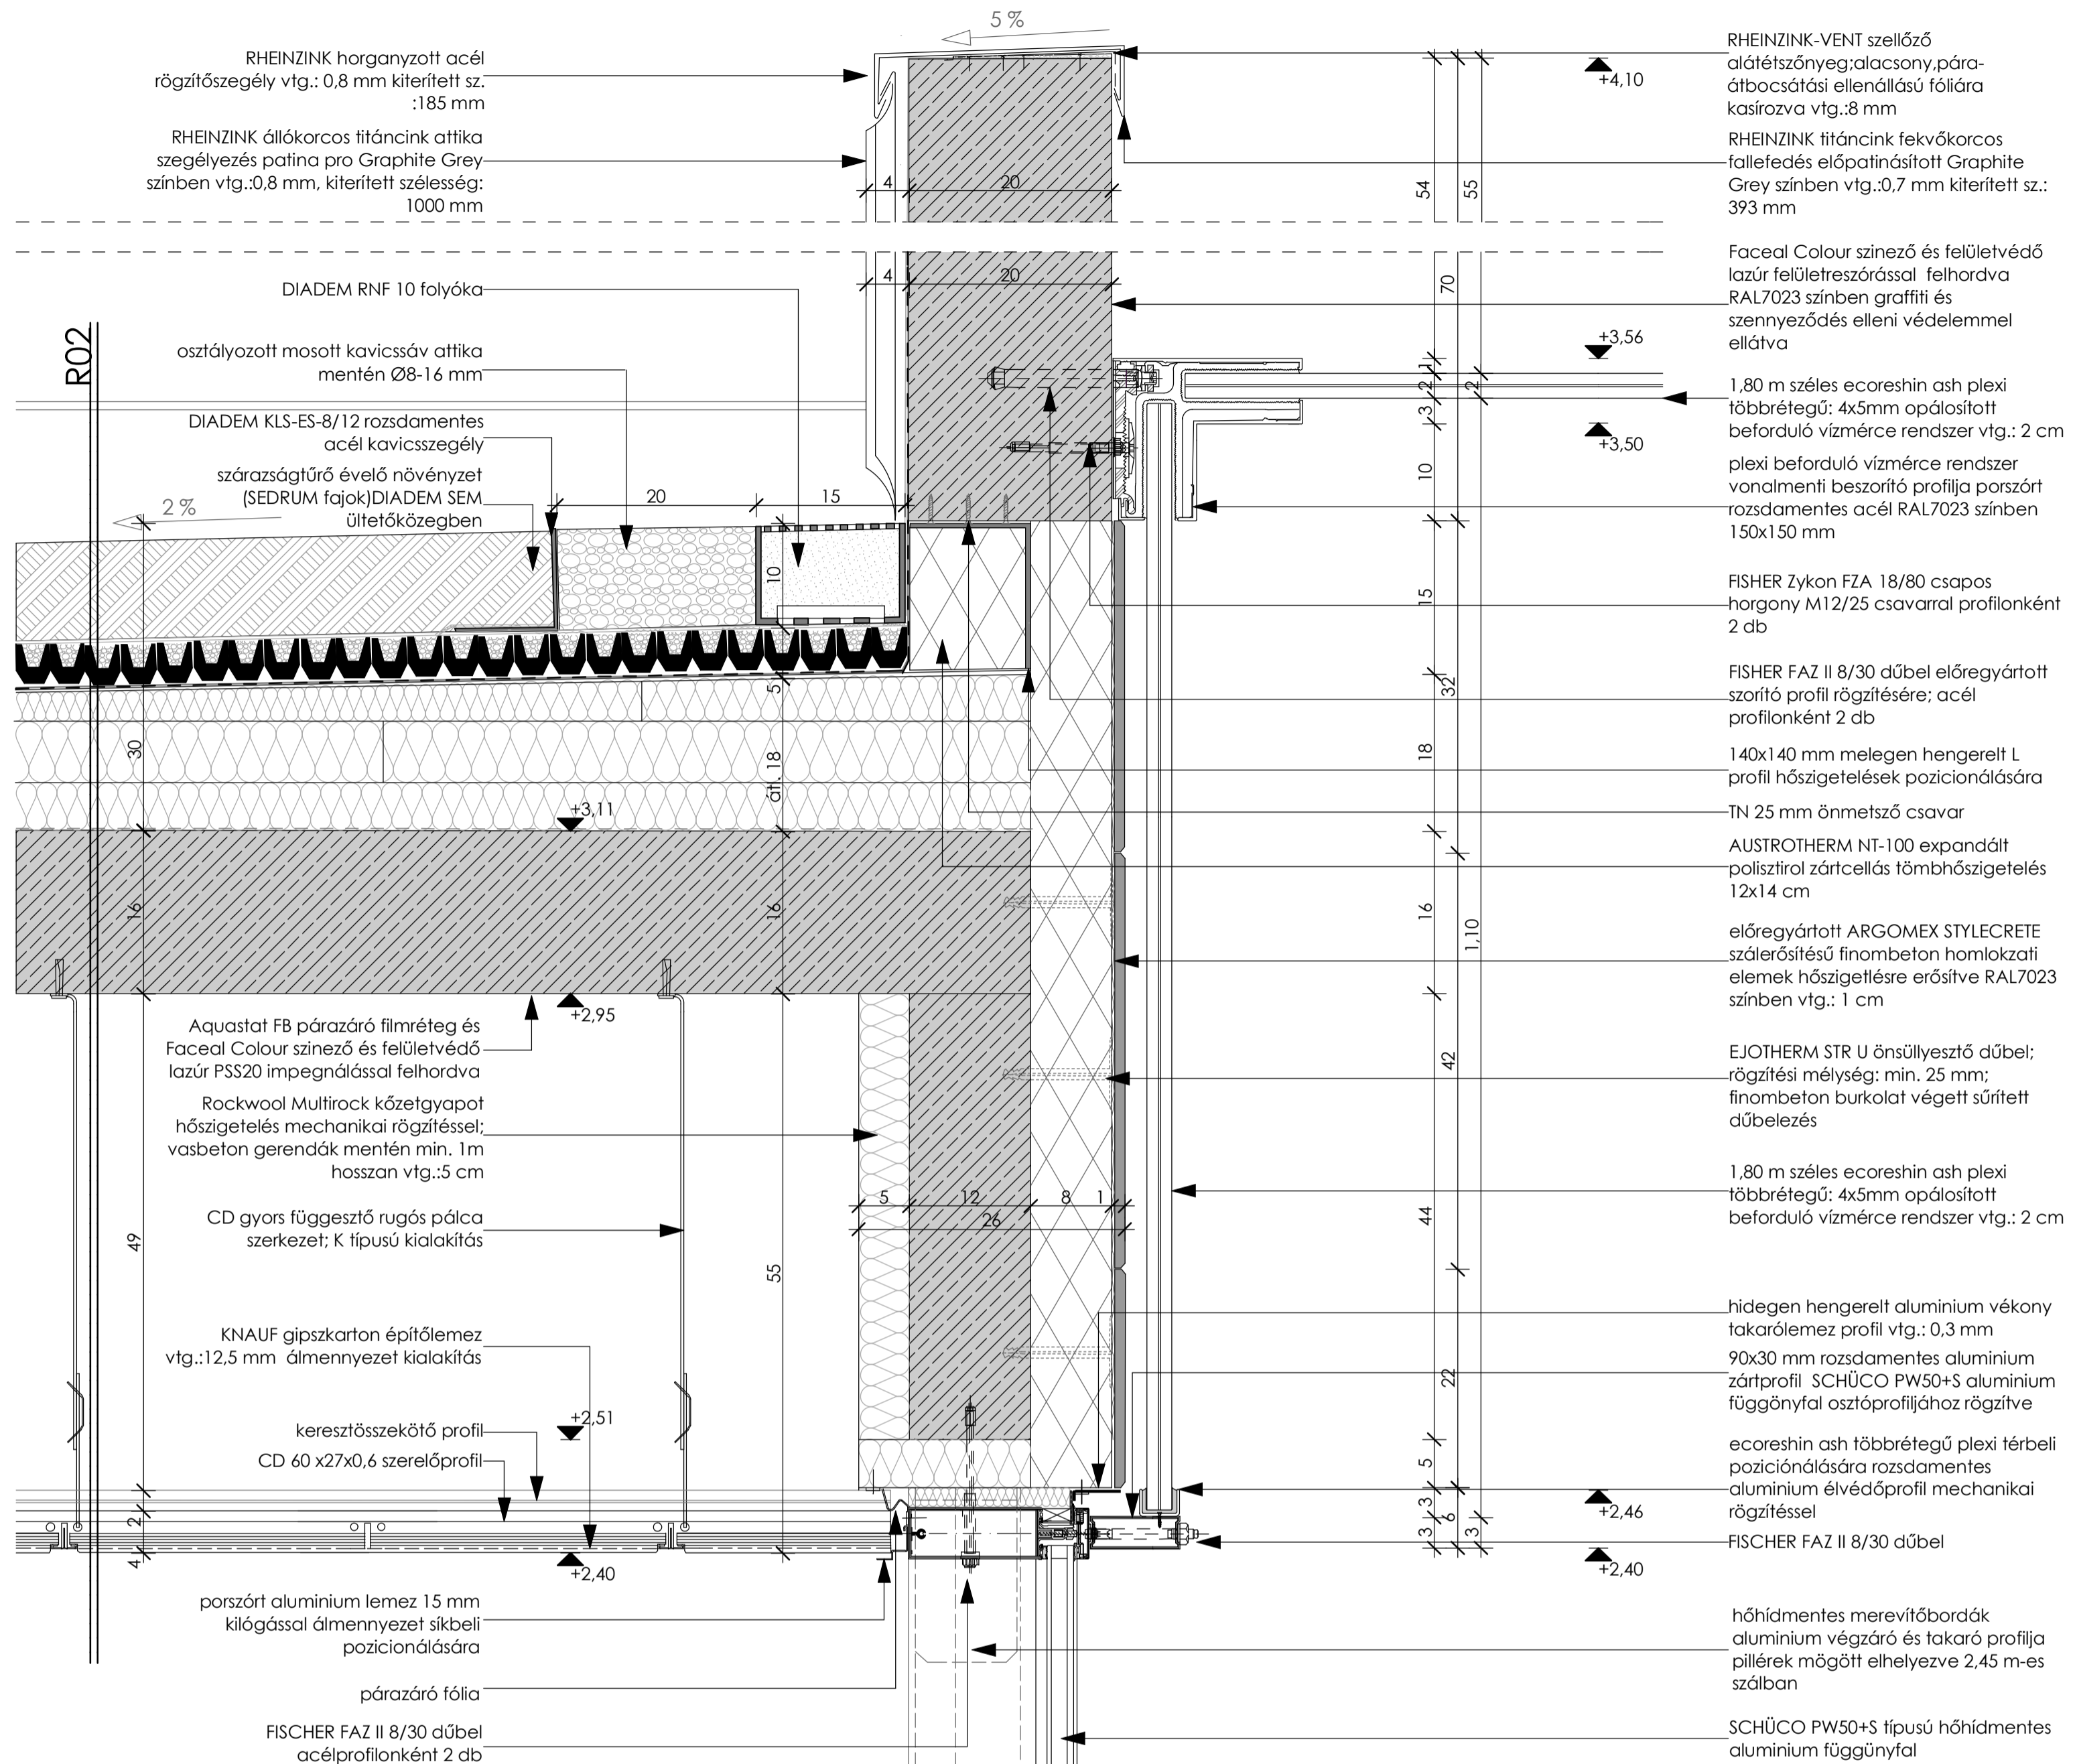 5 %
RHEINZINK horganyzott acél
rögzítőszegély vtg.: 0,8 mm kiterített sz.
:185 mm
RHEINZINK állókorcos titáncink attika
szegélyezés patina pro Graphite Grey
színben vtg.:0,8 mm, kiterített szélesség:
1000 mm
DIADEM RNF 10 folyóka
R02
osztályozott mosott kavicssáv attika
mentén Ø8-16 mm
DIADEM KLS-ES-8/12 rozsdamentes
acél kavicsszegély
szárazságtűrő évelő növényzet
(SEDRUM fajok)DIADEM SEM
ültetőközegben
2 %
Aquastat FB párazáró filmréteg és
Faceal Colour szinező és felületvédő
lazúr PSS20 impegnálással felhordva
Rockwool Multirock kőzetgyapot
hőszigetelés mechanikai rögzítéssel;
vasbeton gerendák mentén min. 1m
hosszan vtg.:5 cm
CD gyors függesztő rugós pálca
szerkezet; K típusú kialakítás
KNAUF gipszkarton építőlemez
vtg.:12,5 mm álmennyezet kialakítás
keresztösszekötő profil
CD 60 x27x0,6 szerelőprofil
porszórt aluminium lemez 15 mm
kilógással álmennyezet síkbeli
pozicionálására
párazáró fólia
FISCHER FAZ II 8/30 dűbel
acélprofilonként 2 db
4
20
4
20
20
15
10
5
30
átl. 18
+3,11
16
16
+2,95
5
12
8
1
26
49
55
+2,51
2
4
+2,40
54
55
70
1
2
2
3
10
15
32
18
16
1,10
42
44
22
5
3
6
3
3
+4,10
+3,56
+3,50
+2,46
+2,40
RHEINZINK-VENT szellőző
alátétszőnyeg;alacsony,pára-
átbocsátási ellenállású fóliára
kasírozva vtg.:8 mm
RHEINZINK titáncink fekvőkorcos
fallefedés előpatinásított Graphite
Grey színben vtg.:0,7 mm kiterített sz.:
393 mm
Faceal Colour szinező és felületvédő
lazúr felületreszórással felhordva
RAL7023 színben graffiti és
szennyeződés elleni védelemmel
ellátva
1,80 m széles ecoreshin ash plexi
többrétegű: 4x5mm opálosított
beforduló vízmérce rendszer vtg.: 2 cm
plexi beforduló vízmérce rendszer
vonalmenti beszorító profilja porszórt
rozsdamentes acél RAL7023 színben
150x150 mm
FISHER Zykon FZA 18/80 csapos
horgony M12/25 csavarral profilonként
2 db
FISHER FAZ II 8/30 dűbel előregyártott
szorító profil rögzítésére; acél
profilonként 2 db
140x140 mm melegen hengerelt L
profil hőszigetelések pozicionálására
TN 25 mm önmetsző csavar
AUSTROTHERM NT-100 expandált
polisztirol zártcellás tömbhőszigetelés
12x14 cm
előregyártott ARGOMEX STYLECRETE
szálerősítésű finombeton homlokzati
elemek hőszigetlésre erősítve RAL7023
színben vtg.: 1 cm
EJOTHERM STR U önsüllyesztő dűbel;
rögzítési mélység: min. 25 mm;
finombeton burkolat végett sűrített
dűbelezés
1,80 m széles ecoreshin ash plexi
többrétegű: 4x5mm opálosított
beforduló vízmérce rendszer vtg.: 2 cm
hidegen hengerelt aluminium vékony
takarólemez profil vtg.: 0,3 mm
90x30 mm rozsdamentes aluminium
zártprofil SCHÜCO PW50+S aluminium
függönyfal osztóprofiljához rögzítve
ecoreshin ash többrétegű plexi térbeli
poziciónálására rozsdamentes
aluminium élvédőprofil mechanikai
rögzítéssel
FISCHER FAZ II 8/30 dűbel
hőhídmentes merevítőbordák
aluminium végzáró és takaró profilja
pillérek mögött elhelyezve 2,45 m-es
szálban
SCHÜCO PW50+S típusú hőhídmentes
aluminium függünyfal